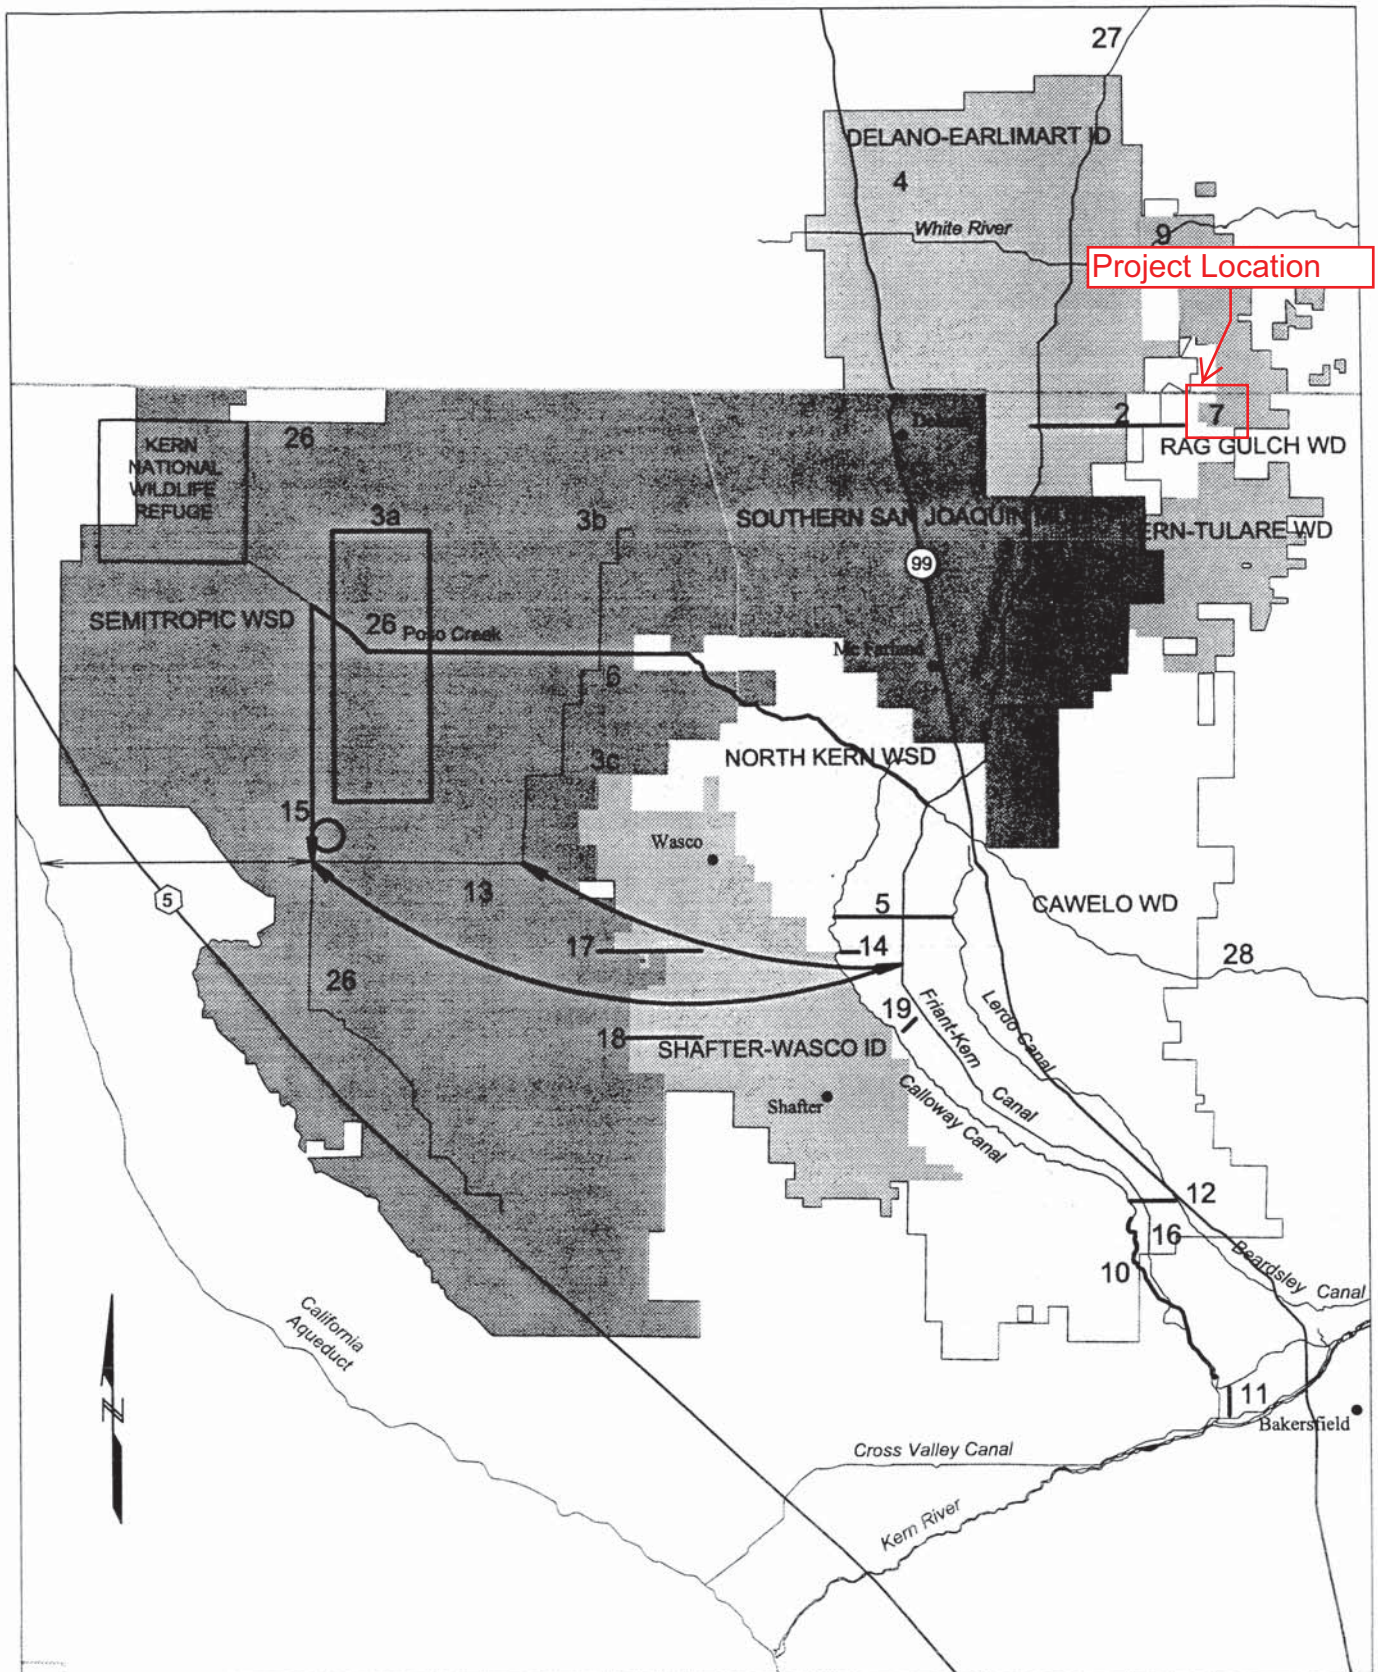 27
DELANO-EARLIMART ID
4
White River
9
Project Location
2
7
RAG GULCH WD
26
KERN
NATIONAL
WILDLIFE
REFUGE
3a
3b
SOUTHERN SAN JOAQUIN
99
KERN-TULARE WD
SEMITROPIC WSD
26
Poso Creek
Mc Farland
6
3c
NORTH KERN WSD
15
Wasco
5
13
5
CAWELO WD
17
14
28
26
19
Friant-Kern
Canal
Lerdo Canal
18
SHAFTER-WASCO ID
Calloway Canal
Shafter
12
16
10
Beardsley Canal
California
Aqueduct
N
11
Bakersfield
Cross Valley Canal
Kern River